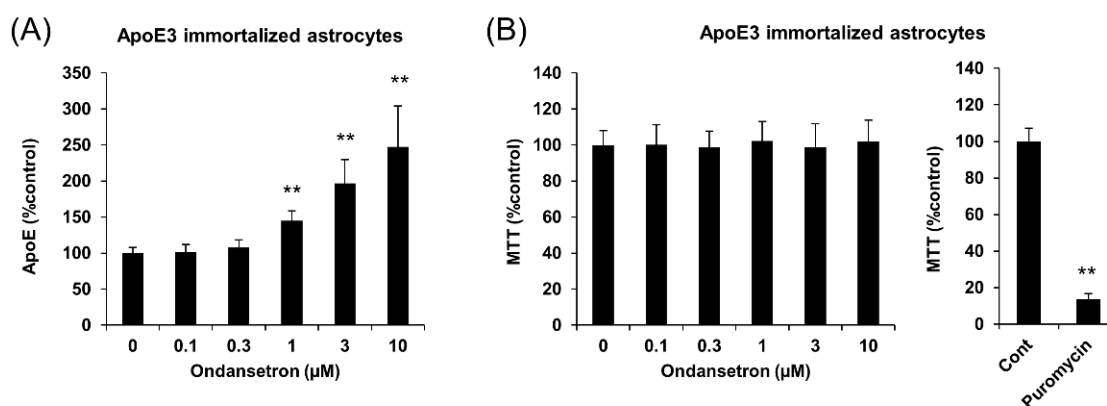 (A)
ApoE3 immortalized astrocytes
ApoE (%control)
350
300
250
200
150
100
50
0
** ** **
0 0.1 0.3 1 3 10
Ondansetron (µM)
(B)
ApoE3 immortalized astrocytes
MTT (%control)
140
120
100
80
60
40
20
0
0 0.1 0.3 1 3 10
Ondansetron (µM)
MTT (%control)
140
120
100
80
60
40
20
0
**
Cont Puromycin